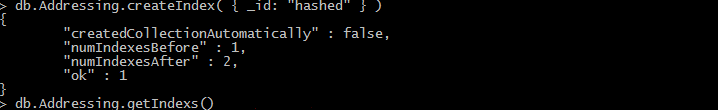 > db.Addressing.createIndex( { _id: "hashed" } )
{
        "createdCollectionAutomatically" : false,
        "numIndexesBefore" : 1,
        "numIndexesAfter" : 2,
        "ok" : 1
}
> db.Addressing.getIndexs()